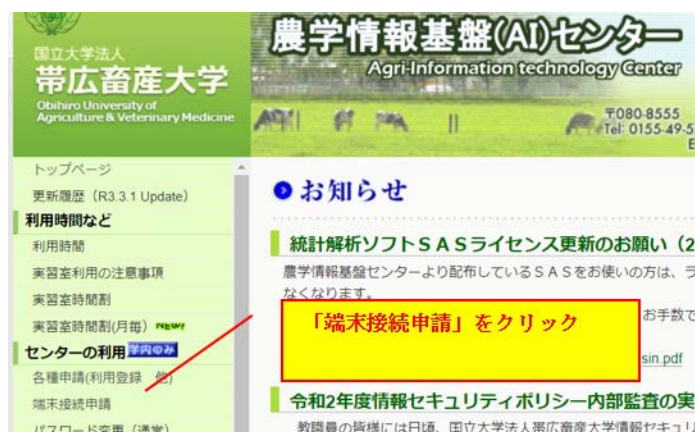 国立大学法人
帯広畜産大学
Obihiro University of
Agriculture & Veterinary Medicine
農学情報基盤(AI)センター
Agri-Information technology Center
〒080-8555
Tel: 0155-49-5
E
トップページ
更新履歴（R3.3.1 Update）
利用時間など
利用時間
実習室利用の注意事項
実習室時間割
実習室時間割(月毎) NEW!
センターの利用 学内のみ
各種申請(利用登録 他)
端末接続申請
パスワード変更（通常）
お知らせ
統計解析ソフトＳＡＳライセンス更新のお願い（2
農学情報基盤センターより配布しているＳＡＳをお使いの方は、ラ
なくなります。
「端末接続申請」をクリック
お手数で
sin.pdf
令和2年度情報セキュリティポリシー内部監査の実
教職員の皆様には日頃、国立大学法人帯広畜産大学情報セキュリ